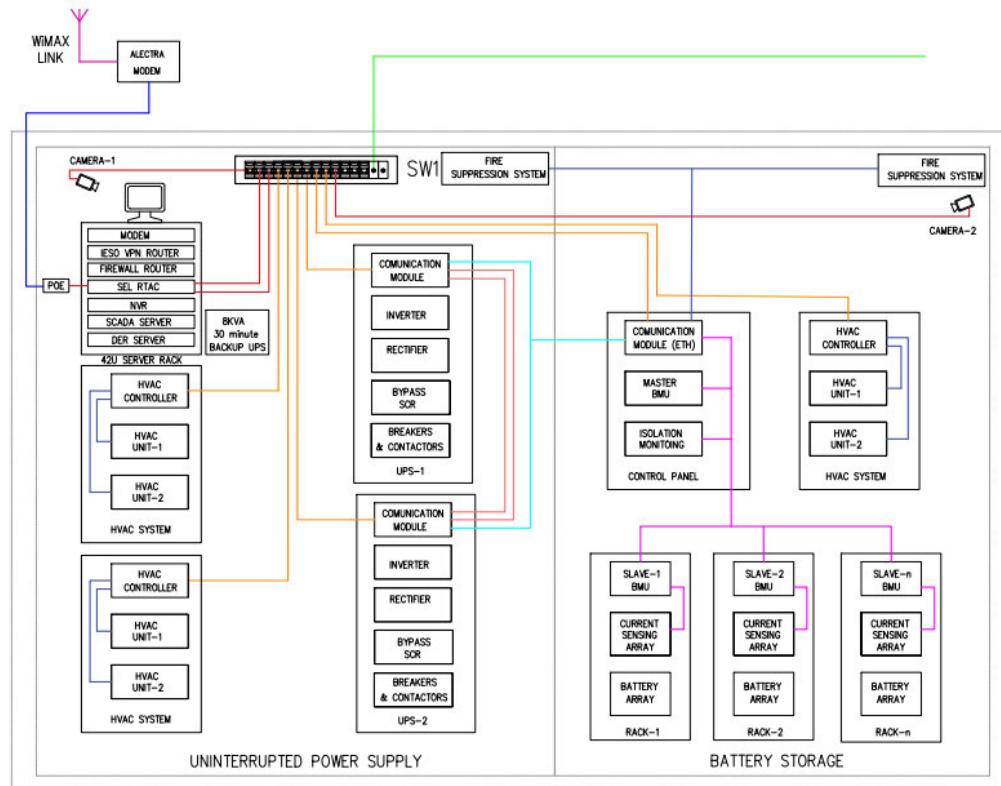 WiMAX
LINK
ALECTRA
MODEM
CAMERA-1
SW1
FIRE
SUPPRESSION SYSTEM
FIRE
SUPPRESSION SYSTEM
CAMERA-2
MODEM
IESO VPN ROUTER
FIREWALL ROUTER
SEL RTAC
NVR
SCADA SERVER
DER SERVER
42U SERVER RACK
POE
8KVA
30 minute
BACKUP UPS
HVAC
CONTROLLER
HVAC
UNIT-1
HVAC
UNIT-2
HVAC SYSTEM
HVAC
CONTROLLER
HVAC
UNIT-1
HVAC
UNIT-2
HVAC SYSTEM
COMUNICATION
MODULE
INVERTER
RECTIFIER
BYPASS
SCR
BREAKERS
& CONTACTORS
UPS-1
COMUNICATION
MODULE
INVERTER
RECTIFIER
BYPASS
SCR
BREAKERS
& CONTACTORS
UPS-2
UNINTERRUPTED POWER SUPPLY
COMUNICATION
MODULE (ETH)
MASTER
BMU
ISOLATION
MONITOING
CONTROL PANEL
HVAC
CONTROLLER
HVAC
UNIT-1
HVAC
UNIT-2
HVAC SYSTEM
SLAVE-1
BMU
CURRENT
SENSING
ARRAY
BATTERY
ARRAY
RACK-1
SLAVE-2
BMU
CURRENT
SENSING
ARRAY
BATTERY
ARRAY
RACK-2
SLAVE-n
BMU
CURRENT
SENSING
ARRAY
BATTERY
ARRAY
RACK-n
BATTERY STORAGE